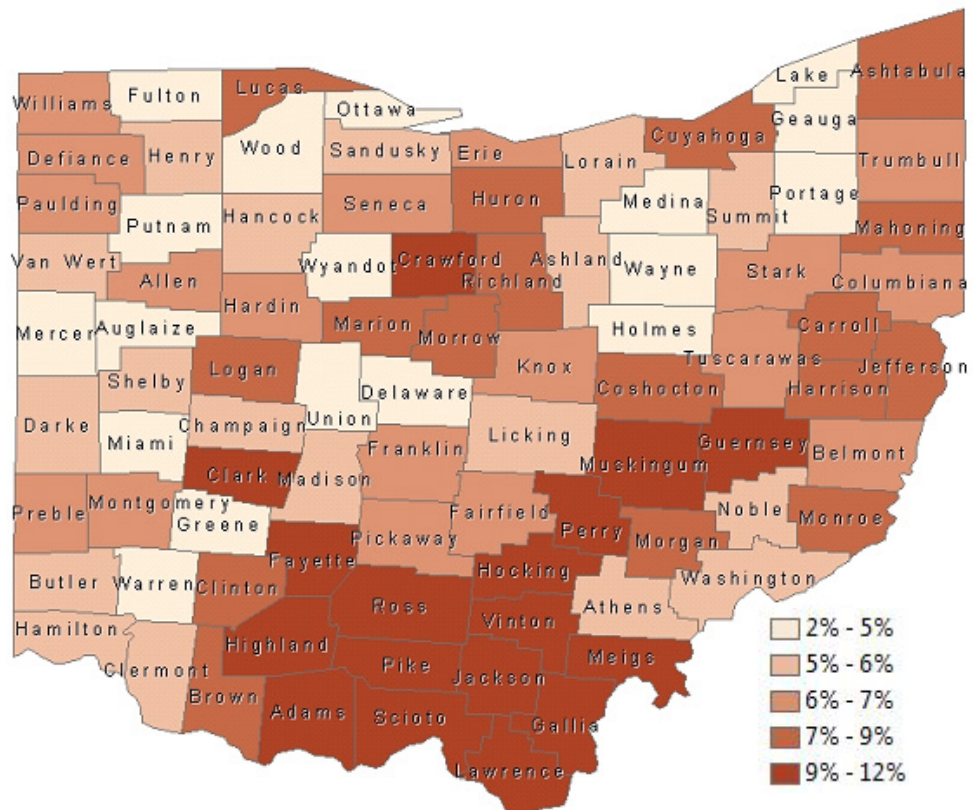 Lake
Ashtabula
Williams
Fulton
Lucas
Ottawa
Geauga
Cuyahoga
Defiance
Henry
Wood
Sandusky
Erie
Lorain
Trumbull
Paulding
Putnam
Hancock
Seneca
Huron
Medina
Summit
Portage
Mahoning
Van Wert
Allen
Wyandot
Crawford
Richland
Ashland
Wayne
Stark
Columbiana
Mercer
Auglaize
Hardin
Marion
Morrow
Holmes
Carroll
Shelby
Logan
Knox
Tuscarawas
Jefferson
Delaware
Coshocton
Harrison
Darke
Champaign
Union
Miami
Franklin
Licking
Muskingum
Guernsey
Belmont
Clark
Madison
Preble
Montgomery
Greene
Fairfield
Noble
Monroe
Pickaway
Perry
Morgan
Fayette
Butler
Warren
Clinton
Hocking
Washington
Ross
Athens
Hamilton
Highland
Vinton
Clermont
Pike
Jackson
Meigs
Brown
Adams
Scioto
Gallia
Lawrence
2% - 5%
5% - 6%
6% - 7%
7% - 9%
9% - 12%